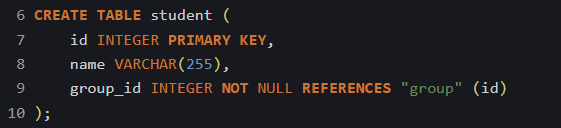 6 CREATE TABLE student (
7     id INTEGER PRIMARY KEY,
8     name VARCHAR(255),
9     group_id INTEGER NOT NULL REFERENCES "group" (id)
10 );